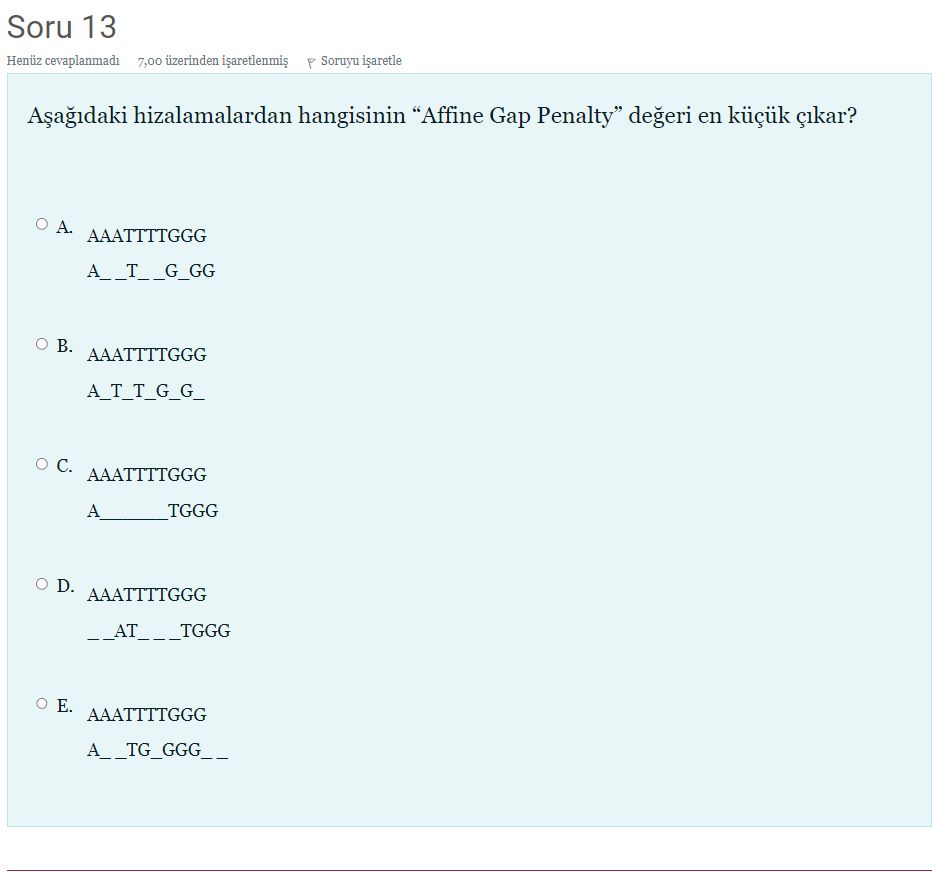 Soru 13
Henüz cevaplanmadı 7,00 üzerinden işaretlenmiş Soruyu işaretle
Aşağıdaki hizalamalardan hangisinin “Affine Gap Penalty” değeri en küçük çıkar?
A. AAATTTTGGG
A_ _T_ _G_GG
B. AAATTTTGGG
A_T_T_G_G_
C. AAATTTTGGG
A______TGGG
D. AAATTTTGGG
_ _AT_ _ _TGGG
E. AAATTTTGGG
A_ _TG_GGG_ _